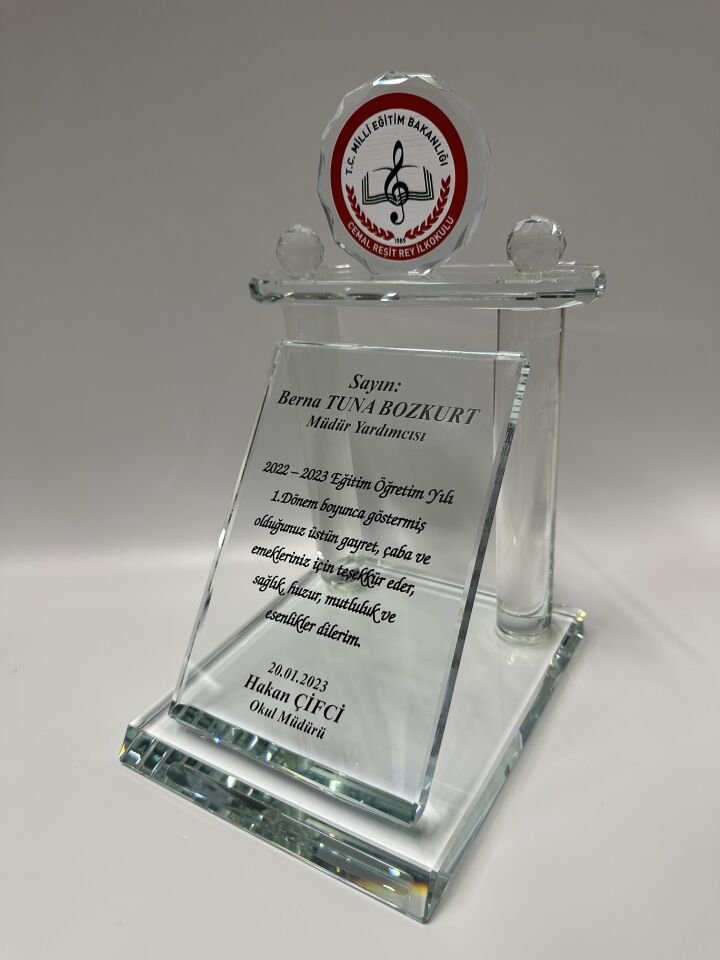 T.C. MİLLİ EĞİTİM BAKANLIĞI
1989
CEMAL REŞİT REY İLKOKULU
Sayın:
Berna TUNA BOZKURT
Müdür Yardımcısı
2022 – 2023 Eğitim Öğretim Yılı
1.Dönem boyunca göstermiş
olduğunuz üstün gayret, çaba ve
emekleriniz için teşekkür eder,
sağlık, huzur, mutluluk ve
esenlikler dilerim.
20.01.2023
Hakan ÇİFCİ
Okul Müdürü